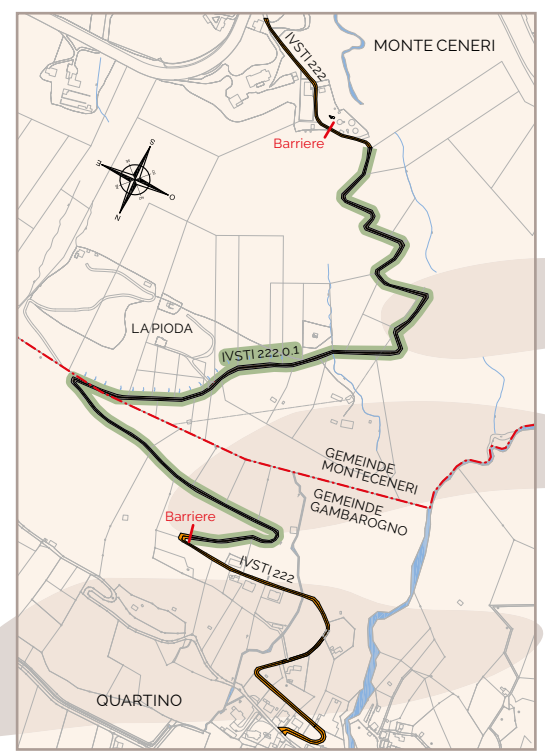 IVSTI 222
MONTE CENERI
Barriere
S
E
O
N
LA PIODA
IVSTI 222.0.1
GEMEINDE
MONTECENERI
GEMEINDE
GAMBAROGNO
Barriere
IVSTI 222
QUARTINO